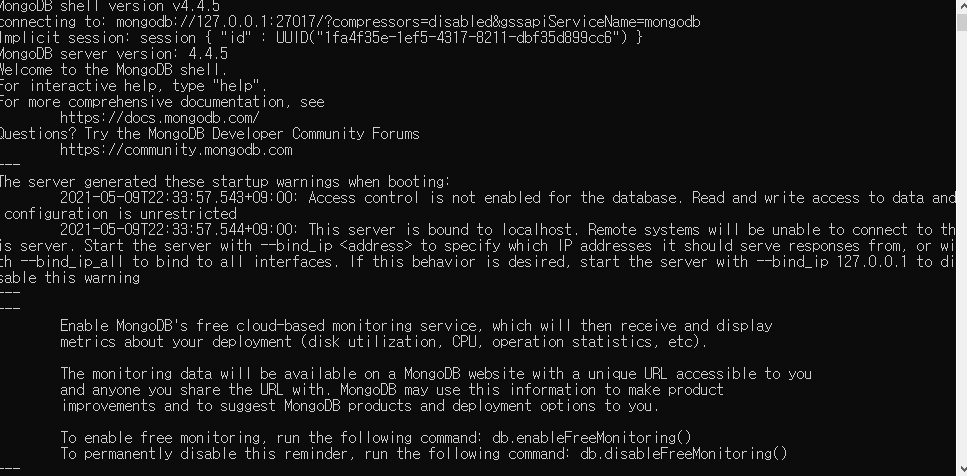 MongoDB shell version v4.4.5
connecting to: mongodb://127.0.0.1:27017/?compressors=disabled&gssapiServiceName=mongodb
Implicit session: session { "id" : UUID("1fa4f35e-1ef5-4317-8211-dbf35d899cc6") }
MongoDB server version: 4.4.5
Welcome to the MongoDB shell.
For interactive help, type "help".
For more comprehensive documentation, see
https://docs.mongodb.com/
Questions? Try the MongoDB Developer Community Forums
https://community.mongodb.com
---
The server generated these startup warnings when booting:
2021-05-09T22:33:57.543+09:00: Access control is not enabled for the database. Read and write access to data and
configuration is unrestricted
2021-05-09T22:33:57.544+09:00: This server is bound to localhost. Remote systems will be unable to connect to th
is server. Start the server with --bind_ip <address> to specify which IP addresses it should serve responses from, or wi
th --bind_ip_all to bind to all interfaces. If this behavior is desired, start the server with --bind_ip 127.0.0.1 to di
sable this warning
---
---
Enable MongoDB's free cloud-based monitoring service, which will then receive and display
metrics about your deployment (disk utilization, CPU, operation statistics, etc).
The monitoring data will be available on a MongoDB website with a unique URL accessible to you
and anyone you share the URL with. MongoDB may use this information to make product
improvements and to suggest MongoDB products and deployment options to you.
To enable free monitoring, run the following command: db.enableFreeMonitoring()
To permanently disable this reminder, run the following command: db.disableFreeMonitoring()
---